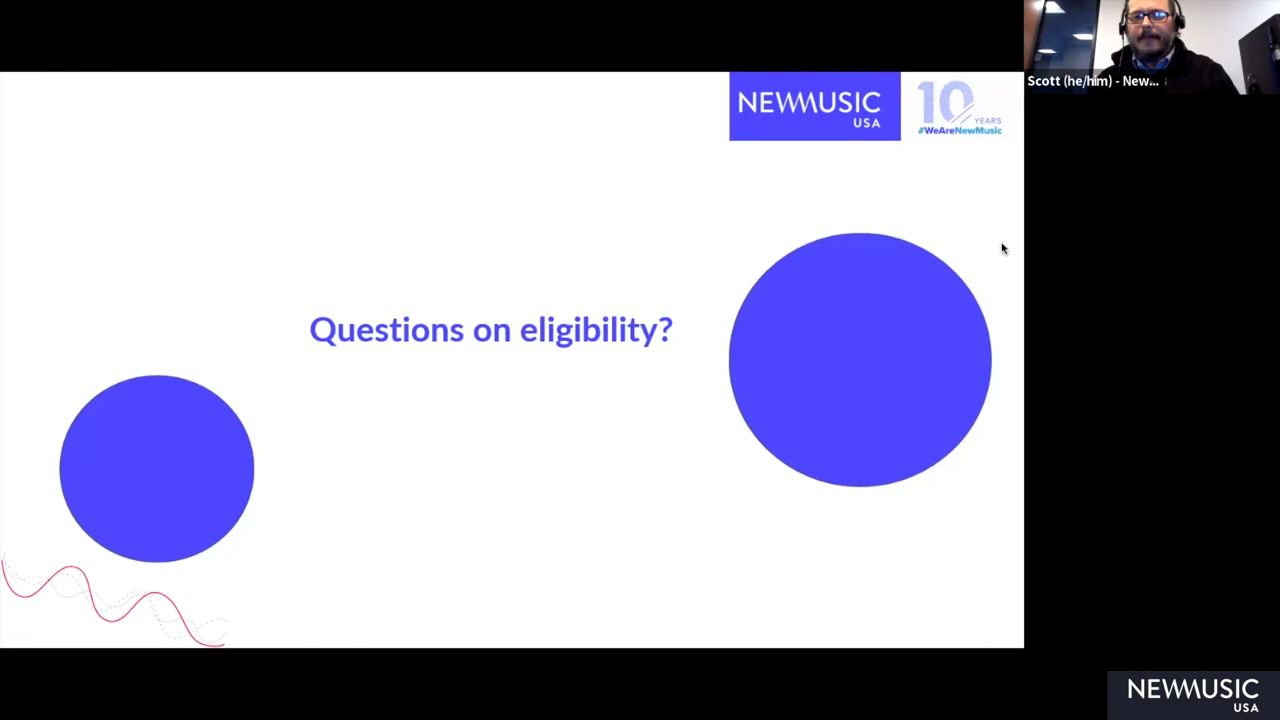 Scott (he/him) - New...
NEWMUSIC
USA
10
YEARS
#WeAreNewMusic
Questions on eligibility?
NEWMUSIC
USA